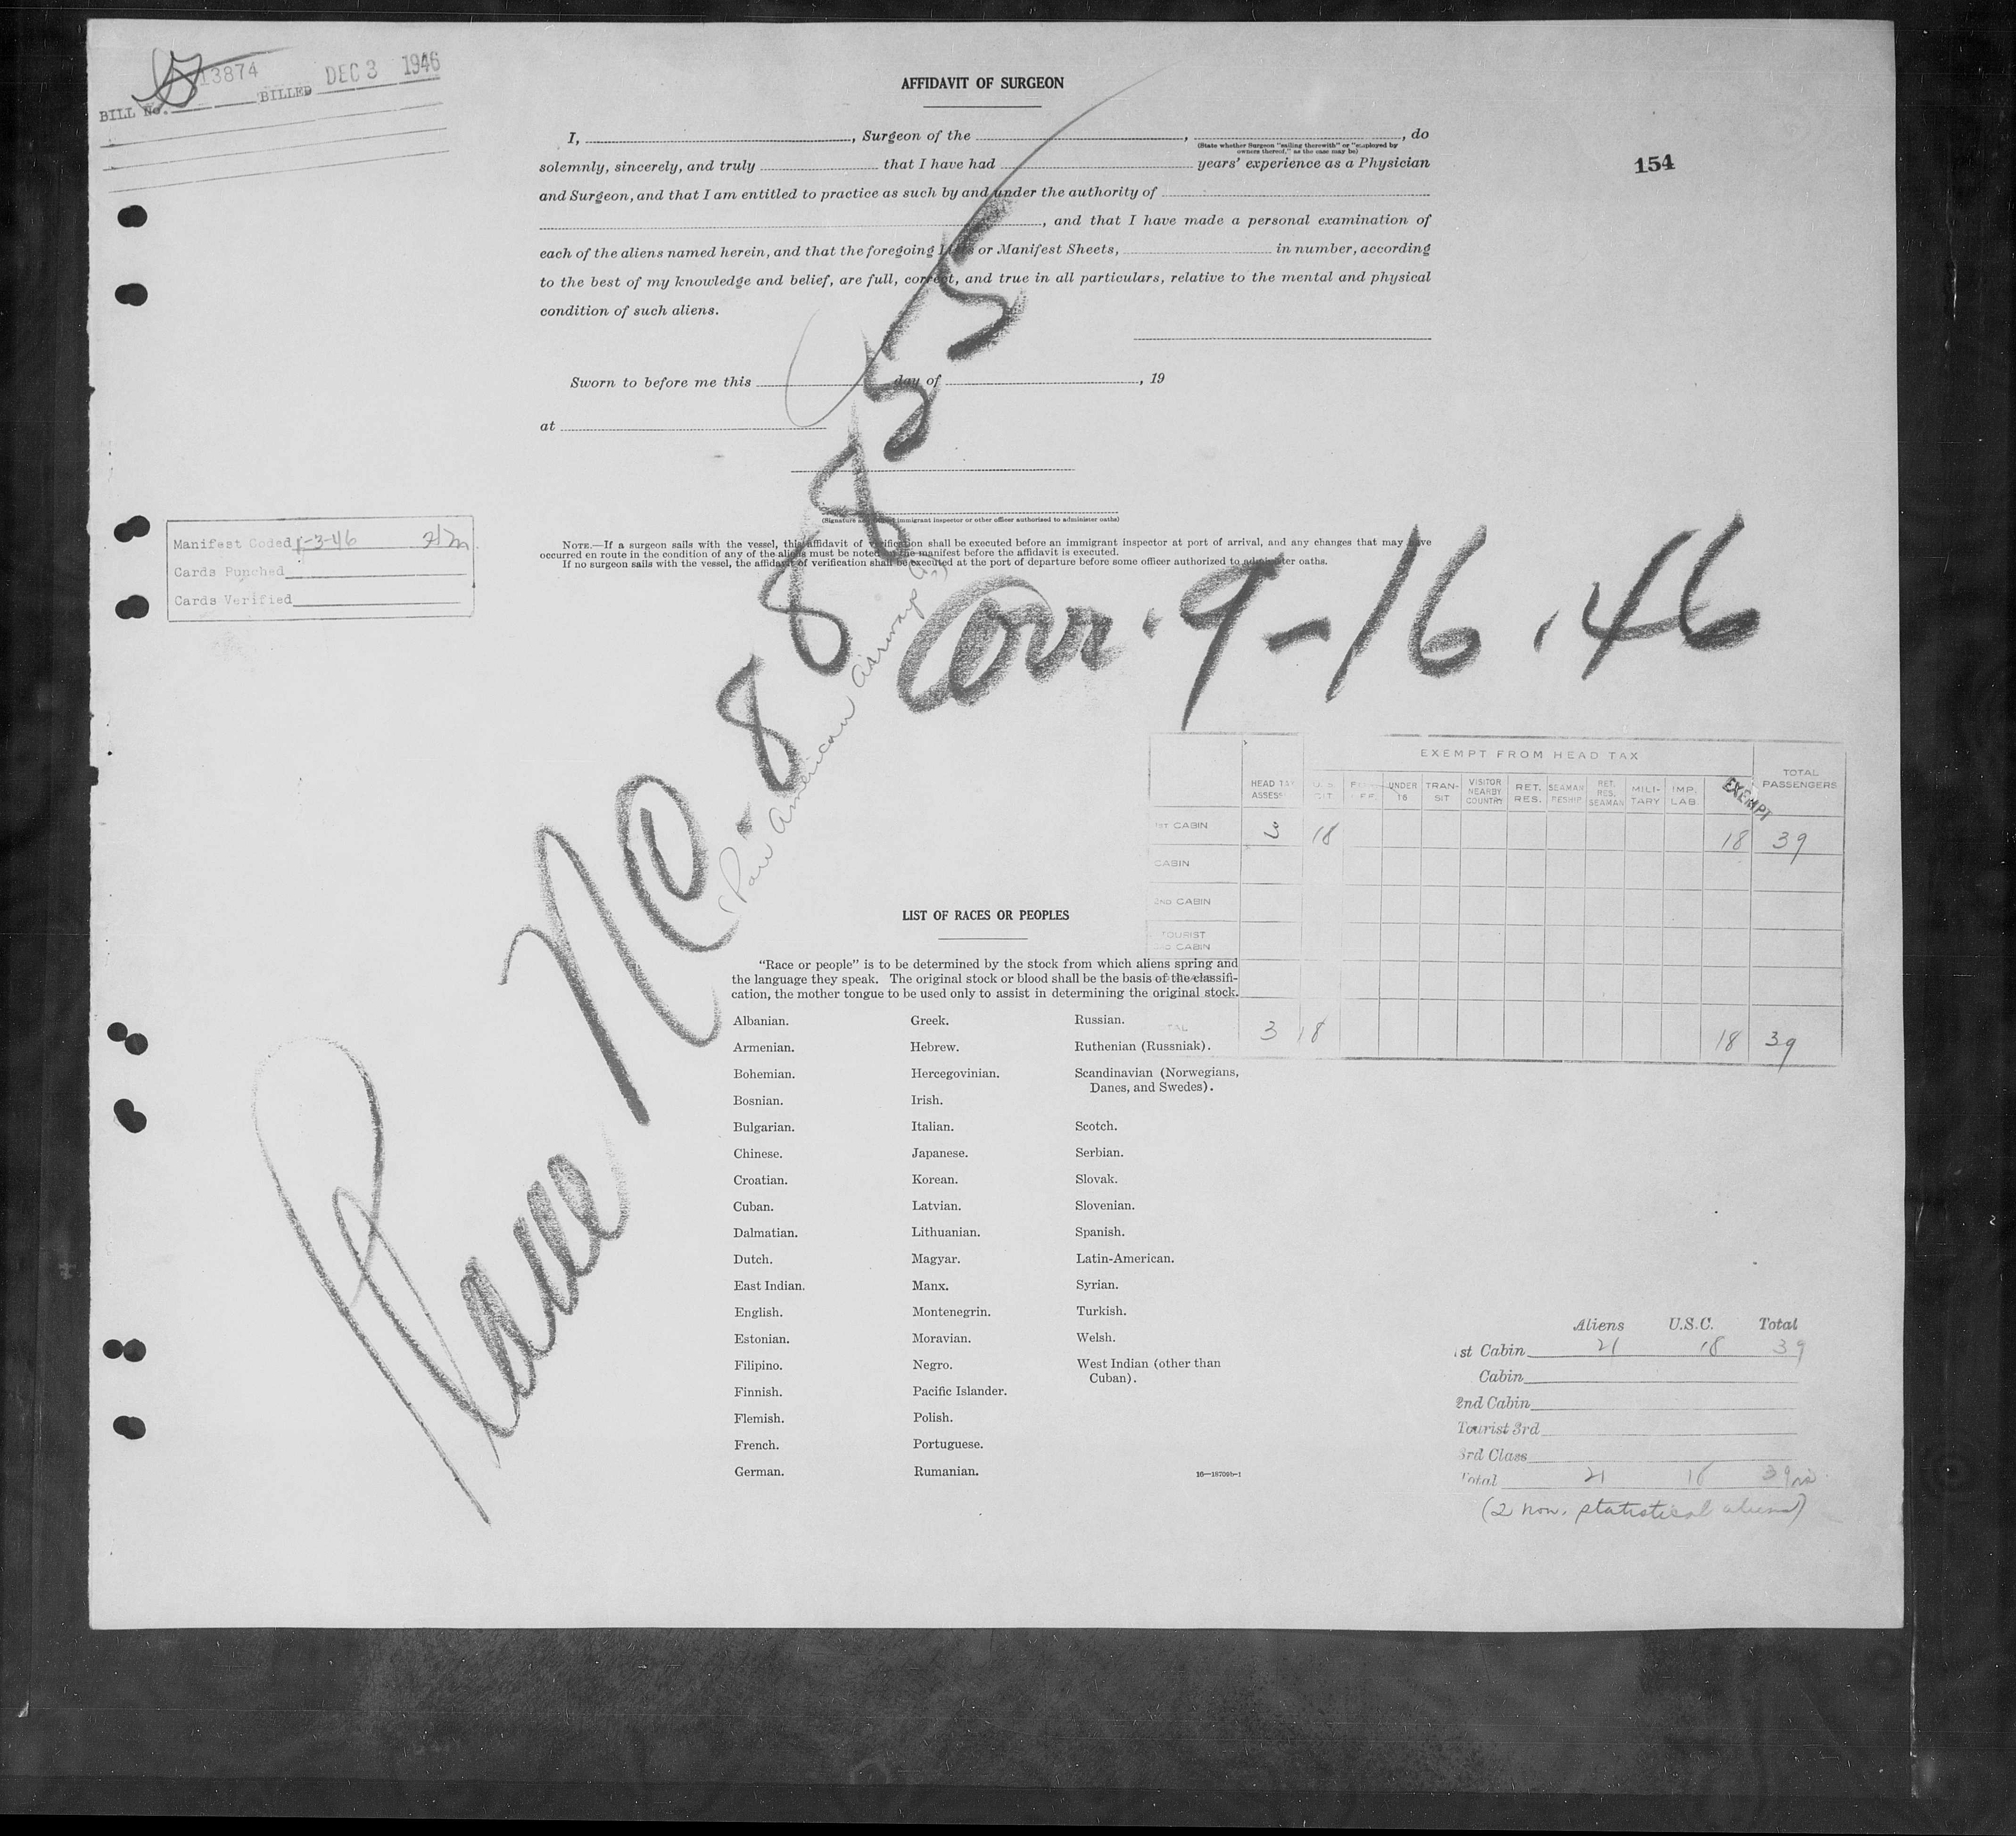 13874
BILL No. BILLED DEC 3 1946
AFFIDAVIT OF SURGEON
154
I, , Surgeon of the , , do
(State whether Surgeon "sailing therewith" or "employed by
owners thereof," as the case may be)
solemnly, sincerely, and truly that I have had years' experience as a Physician
and Surgeon, and that I am entitled to practice as such by and under the authority of
, and that I have made a personal examination of
each of the aliens named herein, and that the foregoing Lists or Manifest Sheets, in number, according
to the best of my knowledge and belief, are full, correct, and true in all particulars, relative to the mental and physical
condition of such aliens.
Sworn to before me this day of , 19
at
(Signature immigrant inspector or other officer authorized to administer oaths)
NOTE.—If a surgeon sails with the vessel, this affidavit of verification shall be executed before an immigrant inspector at port of arrival, and any changes that may have
occurred en route in the condition of any of the aliens must be noted on the manifest before the affidavit is executed.
If no surgeon sails with the vessel, the affidavit of verification shall be executed at the port of departure before some officer authorized to administer oaths.
Manifest Coded 1-3-46
Cards Punched
Cards Verified
Plane NC-88855
(Pan American Airways
arr. 9-16-46
EXEMPT FROM HEAD TAX
HEAD TAX ASSESS U.S. CIT. UNDER 16 TRAN-SIT VISITOR NEARBY COUNTRY RET. RES. SEAMAN RESHIP RET. RES. SEAMAN MILI-TARY IMP. LAB. EXEMPT TOTAL PASSENGERS
1ST CABIN 3 18 18 39
CABIN
2ND CABIN
TOURIST
3RD CABIN
TOTAL 3 18 18 39
LIST OF RACES OR PEOPLES
"Race or people" is to be determined by the stock from which aliens spring and
the language they speak. The original stock or blood shall be the basis of the classifi-
cation, the mother tongue to be used only to assist in determining the original stock.
Albanian.
Armenian.
Bohemian.
Bosnian.
Bulgarian.
Chinese.
Croatian.
Cuban.
Dalmatian.
Dutch.
East Indian.
English.
Estonian.
Filipino.
Finnish.
Flemish.
French.
German.
Greek.
Hebrew.
Hercegovinian.
Irish.
Italian.
Japanese.
Korean.
Latvian.
Lithuanian.
Magyar.
Manx.
Montenegrin.
Moravian.
Negro.
Pacific Islander.
Polish.
Portuguese.
Rumanian.
Russian.
Ruthenian (Russniak).
Scandinavian (Norwegians,
Danes, and Swedes).
Scotch.
Serbian.
Slovak.
Slovenian.
Spanish.
Latin-American.
Syrian.
Turkish.
Welsh.
West Indian (other than
Cuban).
16—18709b-1
Aliens U.S.C. Total
1st Cabin 21 18 39
Cabin
2nd Cabin
Tourist 3rd
3rd Class
Total 21 18 39
(2 non. statistical aliens)